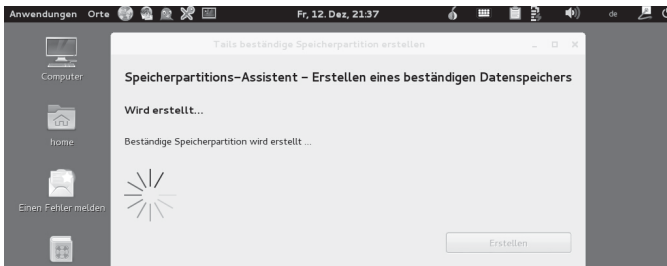 Anwendungen Orte Fr, 12. Dez, 21:37 de
Teils beständige Speicherpartition erstellen
Computer
Speicherpartitions-Assistent - Erstellen eines beständigen Datenspeichers
Wird erstellt...
home
Beständige Speicherpartition wird erstellt ...
Einen Fehler melden
Erstellen